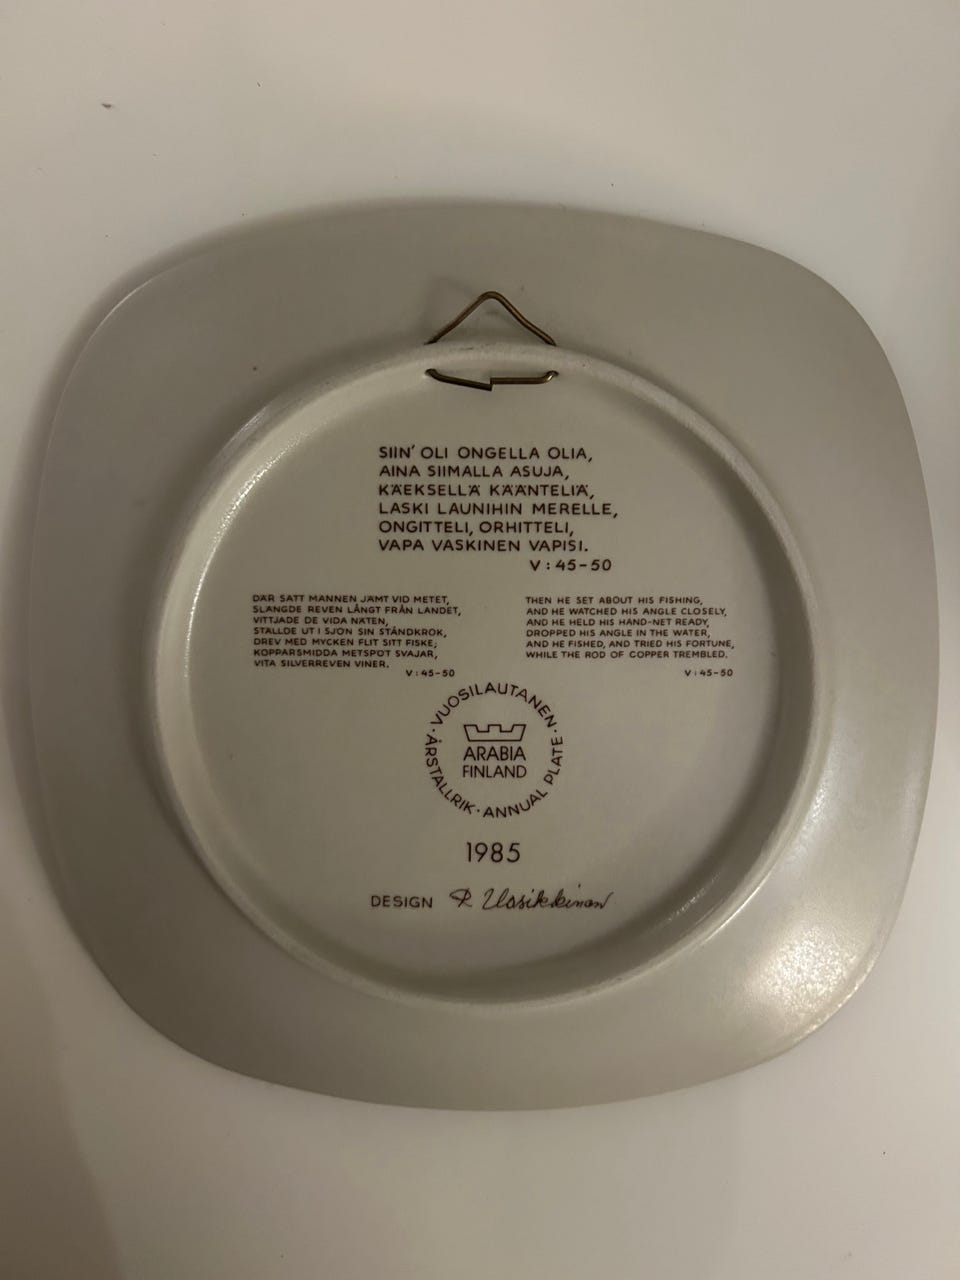 SIIN' OLI ONGELLA OLIA,
AINA SIIMALLA ASUJA,
KÄEKSELLÄ KÄÄNTELIÄ,
LASKI LAUNIHIN MERELLE,
ONGITTELI, ORHITTELI,
VAPA VASKINEN VAPISI.
V : 45-50
DÄR SATT MANNEN JÄMT VID METET,
SLÄNGDE REVEN LÅNGT FRÅN LANDET,
VITTJADE DE VIDA NÄTEN,
STÄLLDE UT I SJÖN SIN STÅNDKROK,
DREV MED MYCKEN FLIT SITT FISKE;
KOPPARSMIDDA METSPÖT SVAJAR,
VITA SILVERREVEN VINER.
V : 45-50
THEN HE SET ABOUT HIS FISHING,
AND HE WATCHED HIS ANGLE CLOSELY,
AND HE HELD HIS HAND-NET READY,
DROPPED HIS ANGLE IN THE WATER,
AND HE FISHED, AND TRIED HIS FORTUNE,
WHILE THE ROD OF COPPER TREMBLED.
V : 45-50
· VUOSILAUTANEN · ANNUAL PLATE · ÅRSTALLRIK
ARABIA
FINLAND
1985
DESIGN R. Uosikkinen